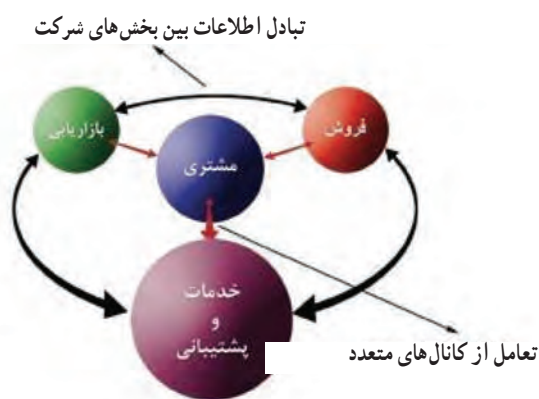 تبادل اطلاعات بین بخش‌های شرکت
بازاریابی
فروش
مشتری
خدمات
و
پشتیبانی
تعامل از کانال‌های متعدد